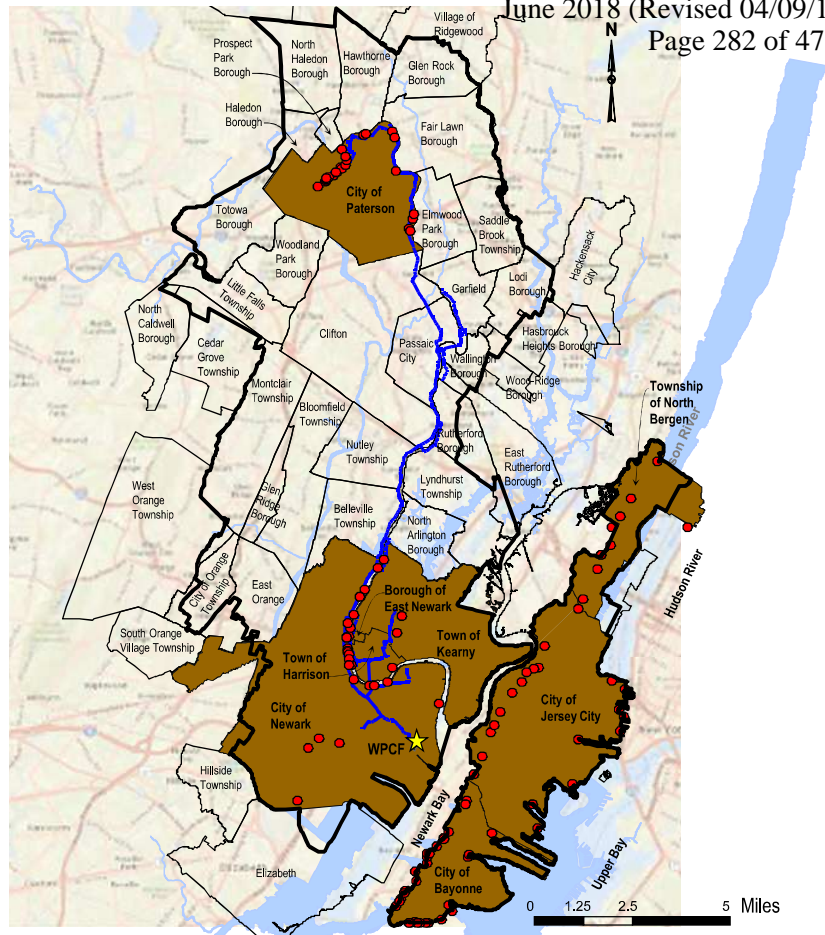 June 2018 (Revised 04/09/1
Page 282 of 47
N
Village of
Ridgewood
Prospect
Park
Borough
North
Haledon
Borough
Hawthorne
Borough
Glen Rock
Borough
Haledon
Borough
Fair Lawn
Borough
City of
Paterson
Totowa
Borough
Elmwood
Park
Borough
Saddle
Brook
Township
Hackensack
City
Woodland
Park
Borough
Little Falls
Township
Garfield
Lodi
Borough
North
Caldwell
Borough
Cedar
Grove
Township
Clifton
Passaic
City
Hasbrouck
Heights Borough
Wallington
Borough
Wood-Ridge
Borough
Montclair
Township
Bloomfield
Township
Township
of North
Bergen
son River
Nutley
Township
Rutherford
Borough
East
Rutherford
Borough
West
Orange
Township
Glen
Ridge
Borough
Lyndhurst
Township
Belleville
Township
North
Arlington
Borough
City of Orange
Township
East
Orange
Hudson River
Borough of
East Newark
South Orange
Village Township
Town of
Kearny
Town of
Harrison
City of
Newark
City of
Jersey City
WPCF
Hillside
Township
Newark Bay
Elizabeth
City of
Bayonne
Upper Bay
0 1.25 2.5 5 Miles